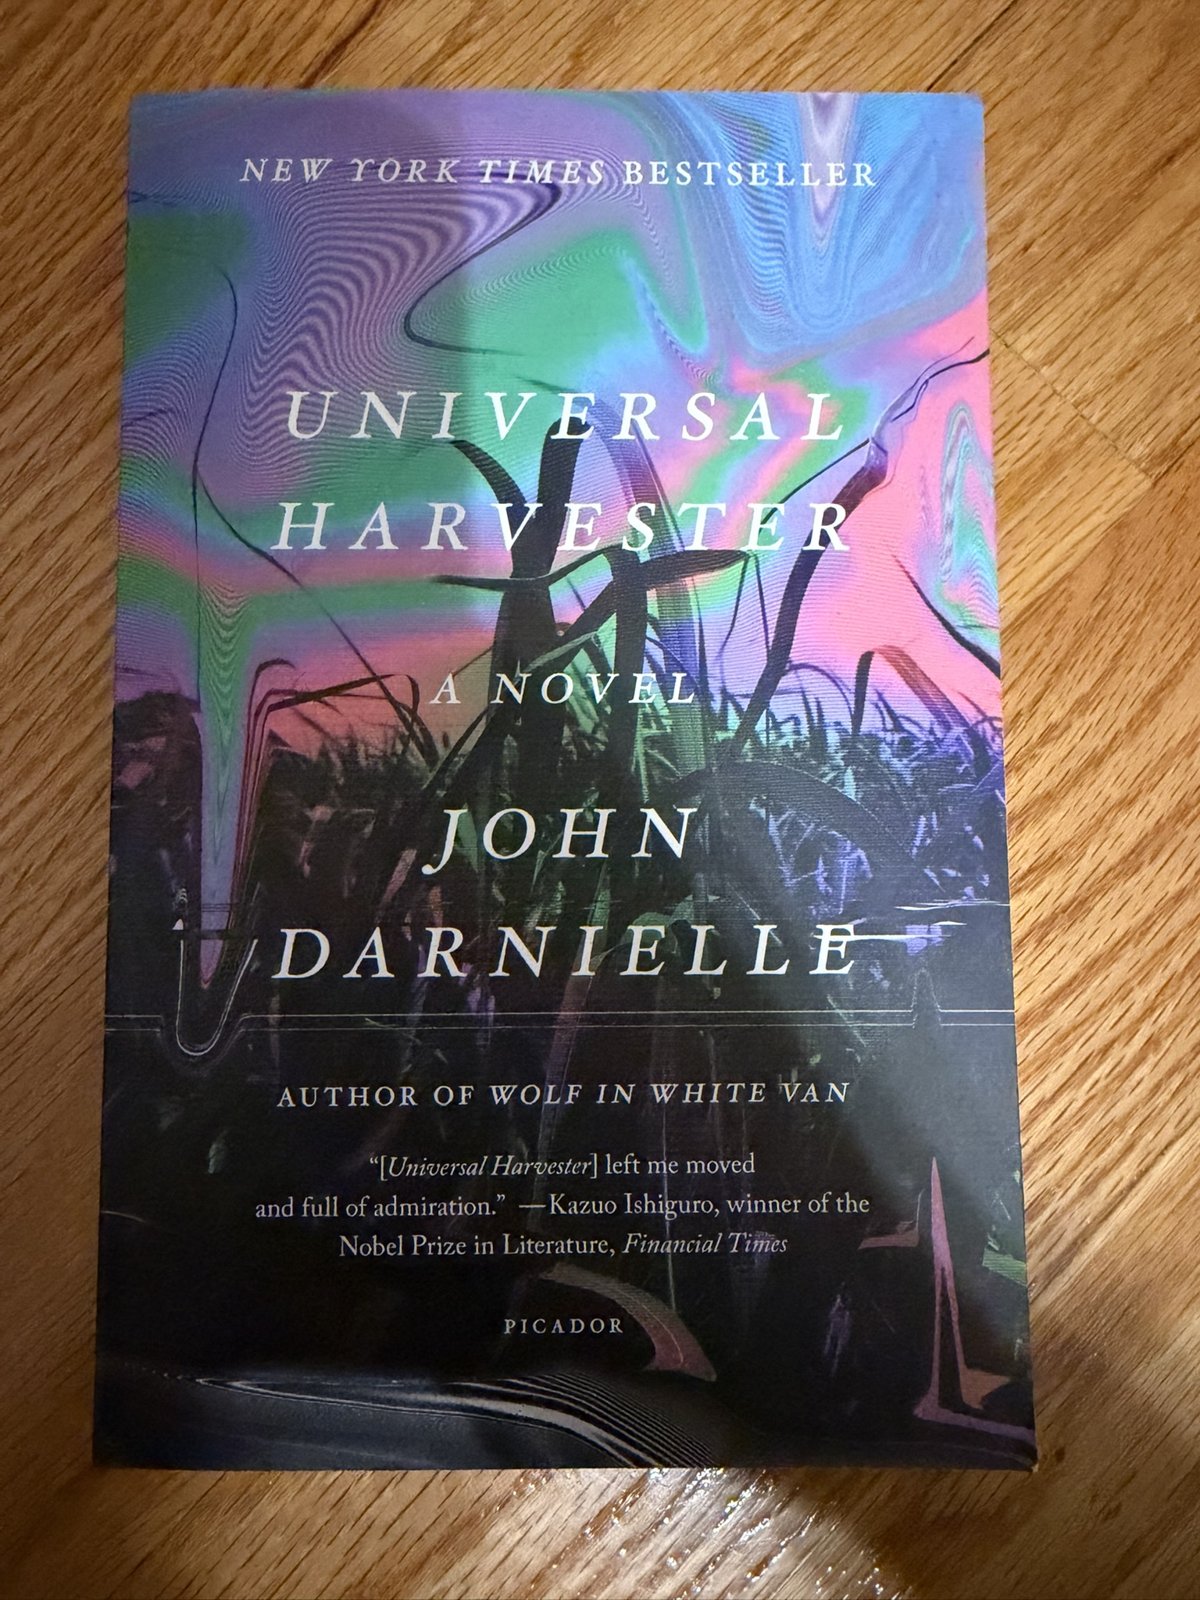 NEW YORK TIMES BESTSELLER
UNIVERSAL
HARVESTER
A NOVEL
JOHN
DARNIELLE
AUTHOR OF WOLF IN WHITE VAN
“[Universal Harvester] left me moved
and full of admiration.” —Kazuo Ishiguro, winner of the
Nobel Prize in Literature, Financial Times
PICADOR